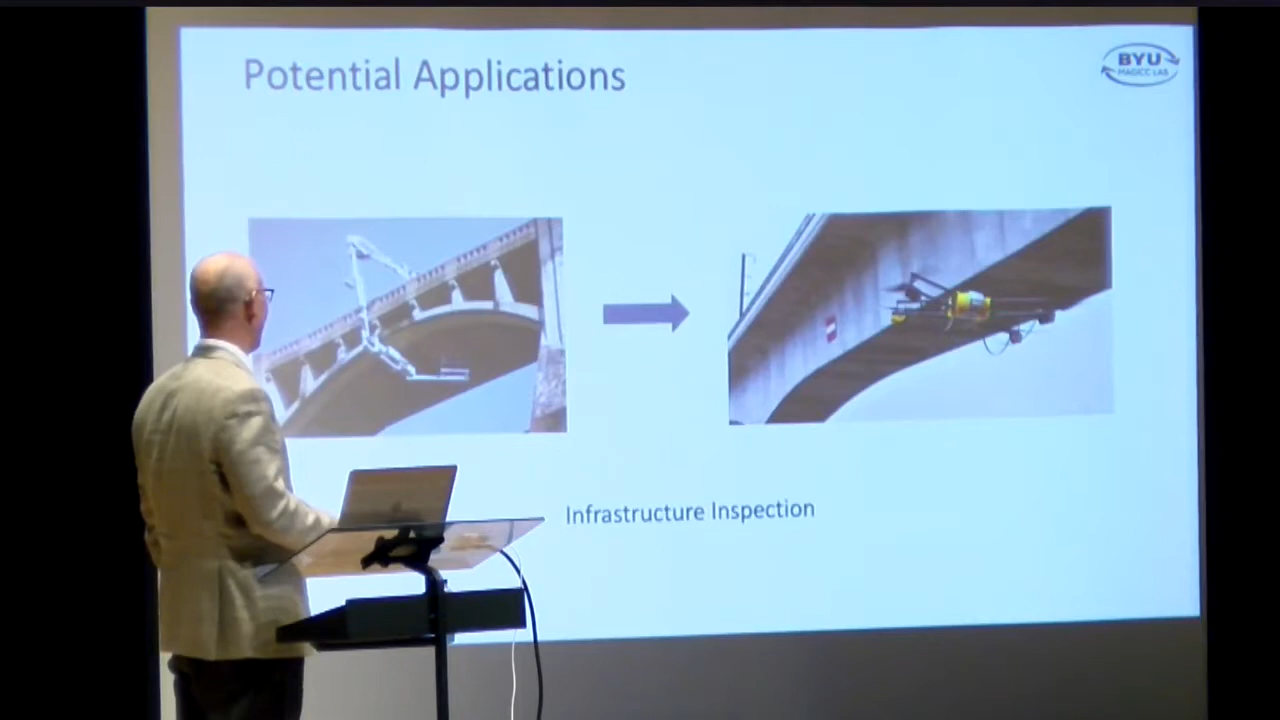 Potential Applications
BYU
MAGICC LAB
Infrastructure Inspection